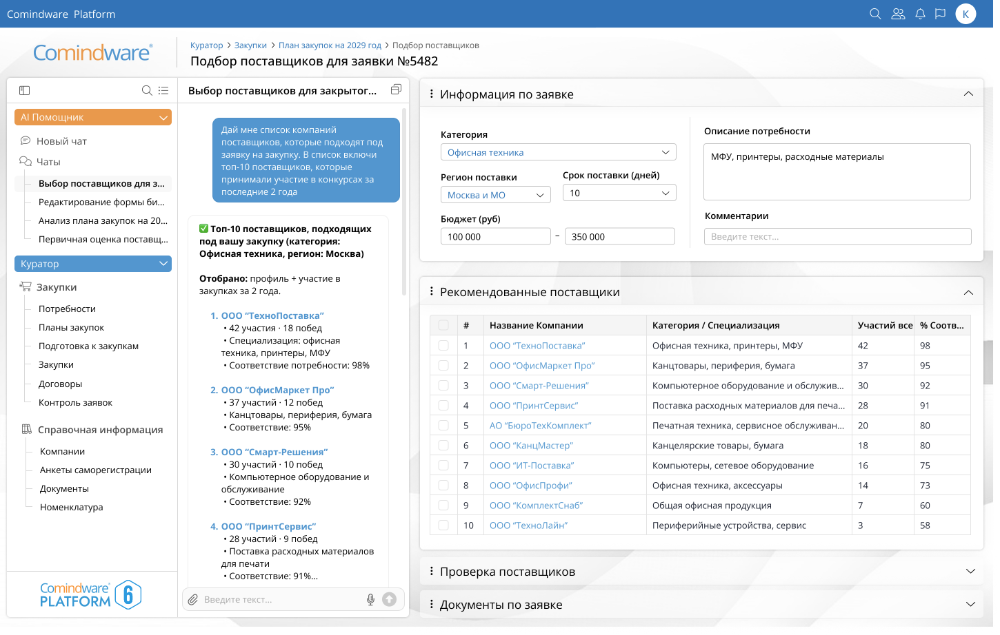 Comindware Platform
К
Comindware®
Куратор > Закупки > План закупок на 2029 год > Подбор поставщиков
Подбор поставщиков для заявки №5482
AI Помощник
Новый чат
Чаты
Выбор поставщиков для з...
Редактирование формы би...
Анализ плана закупок на 20...
Первичная оценка поставщ...
Куратор
Закупки
Потребности
Планы закупок
Подготовка к закупкам
Закупки
Договоры
Контроль заявок
Справочная информация
Компании
Анкеты саморегистрации
Документы
Номенклатура
Comindware®
PLATFORM 6
Выбор поставщиков для закрытог...
Дай мне список компаний
поставщиков, которые подходят под
заявку на закупку. В список включи
топ-10 поставщиков, которые
принимали участие в конкурсах за
последние 2 года
✅ Топ-10 поставщиков, подходящих
под вашу закупку (категория:
Офисная техника, регион: Москва)
Отобрано: профиль + участие в
закупках за 2 года.
1. ООО “ТехноПоставка”
• 42 участия · 18 побед
• Специализация: офисная
техника, принтеры, МФУ
• Соответствие потребности: 98%
2. ООО “ОфисМаркет Про”
• 37 участий · 12 побед
• Канцтовары, периферия, бумага
• Соответствие: 95%
3. ООО “Смарт-Решения”
• 30 участий · 10 побед
• Компьютерное оборудование и
обслуживание
• Соответствие: 92%
4. ООО “ПринтСервис”
• 28 участий · 9 побед
• Поставка расходных материалов
для печати
• Соответствие: 91%...
Введите текст...
Информация по заявке
Категория
Офисная техника
Регион поставки
Срок поставки (дней)
Москва и МО
10
Бюджет (руб)
100 000 – 350 000
Описание потребности
МФУ, принтеры, расходные материалы
Комментарии
Введите текст...
Рекомендованные поставщики
# Название Компании Категория / Специализация Участий все % Соотв...
1 ООО “ТехноПоставка” Офисная техника, принтеры, МФУ 42 98
2 ООО “ОфисМаркет Про” Канцтовары, периферия, бумага 37 95
3 ООО “Смарт-Решения” Компьютерное оборудование и обслужив... 30 92
4 ООО “ПринтСервис” Поставка расходных материалов для печа... 28 91
5 АО “БюроТехКомплект” Печатная техника, сервисное обслуживан... 20 80
6 ООО “КанцМастер” Канцелярские товары, бумага 18 80
7 ООО “ИТ-Поставка” Компьютеры, сетевое оборудование 16 75
8 ООО “ОфисПрофи” Офисная техника, аксессуары 14 73
9 ООО “КомплектСнаб” Общая офисная продукция 7 60
10 ООО “ТехноЛайн” Периферийные устройства, сервис 3 58
Проверка поставщиков
Документы по заявке